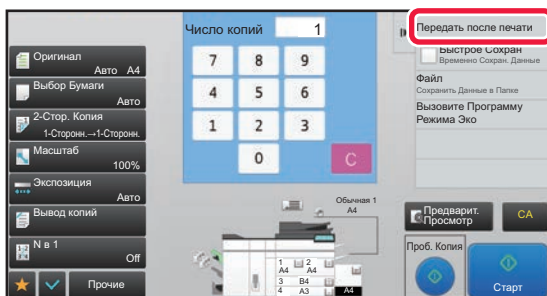 Число копий 1
Передать после печати
Быстрое Сохран
Временно Сохран. Данные
Файл
Сохранить Данные в Папке
Вызовите Программу
Режима Эко
Оригинал
Авто A4
Выбор Бумаги
Авто
2-Стор. Копия
1-Сторонн.→1-Сторонн.
Масштаб
100%
Экспозиция
Авто
Вывод копий
N в 1
Off
Прочие
7 8 9
4 5 6
1 2 3
0 C
Обычная 1
A4
1 2
A4 A4
3 B4
4 A3 A4
Предварит.
Просмотр
CA
Проб. Копия
Старт